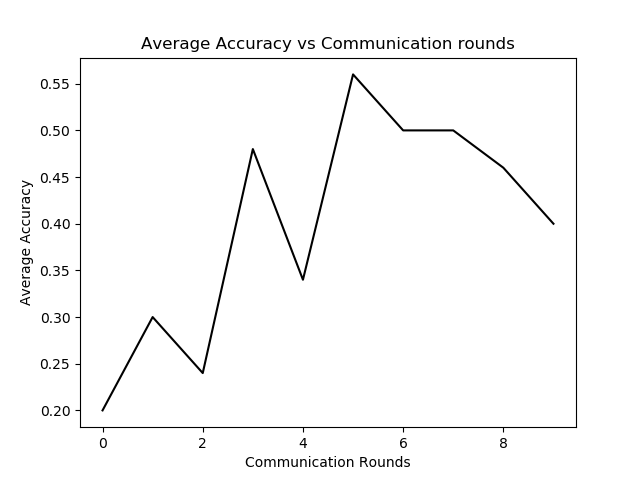 Average Accuracy vs Communication rounds
0.55
0.50
0.45
0.40
0.35
0.30
0.25
0.20
Average Accuracy
0 2 4 6 8
Communication Rounds